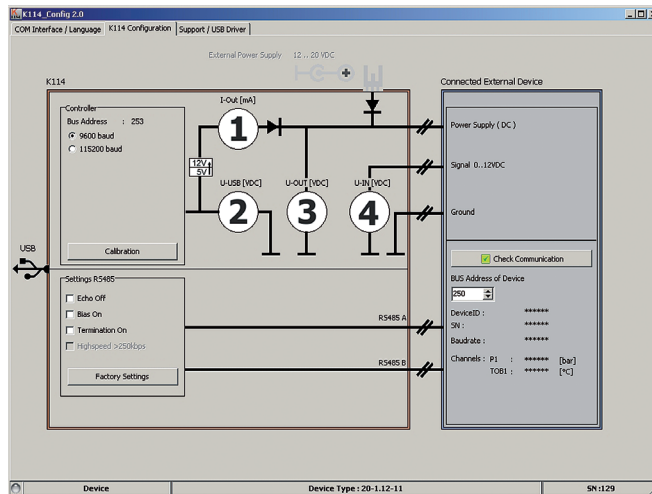 K114_Config 2.0
COM Interface / Language K114 Configuration Support / USB Driver
External Power Supply 12 .. 20 VDC
K114
Connected External Device
Controller
Bus Address : 253
9600 baud
115200 baud
Calibration
I-Out [mA]
1
12V
5V
U-USB [VDC] U-OUT [VDC] U-IN [VDC]
2 3 4
Power Supply ( DC )
Signal 0..12VDC
Ground
USB
Settings RS485
Echo Off
Bias On
Termination On
Highspeed >250kbps
Factory Settings
RS485 A
RS485 B
Check Communication
BUS Address of Device
250
DeviceID : ******
SN : ******
Baudrate : ******
Channels : P1 : ****** [bar]
TOB1 : ****** [°C]
Device Device Type : 20-1.12-11 SN:129